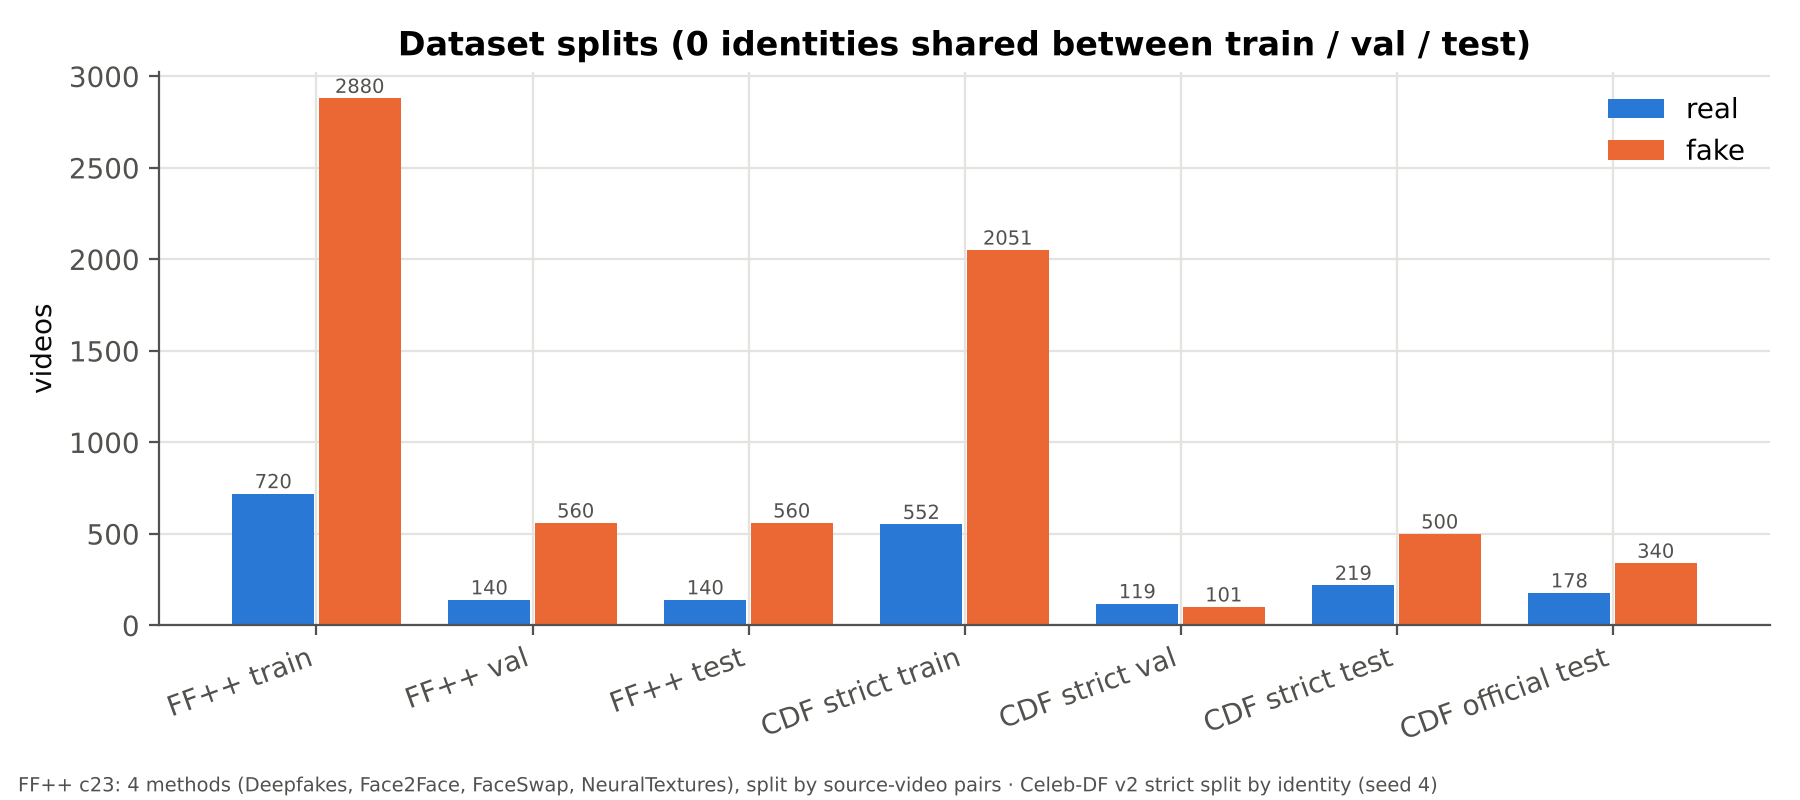 Dataset splits (0 identities shared between train / val / test)
3000
2500
2000
1500
1000
500
0
videos
real
fake
2880
720
140
560
140
560
552
2051
119
101
219
500
178
340
FF++ train
FF++ val
FF++ test
CDF strict train
CDF strict val
CDF strict test
CDF official test
FF++ c23: 4 methods (Deepfakes, Face2Face, FaceSwap, NeuralTextures), split by source-video pairs · Celeb-DF v2 strict split by identity (seed 4)